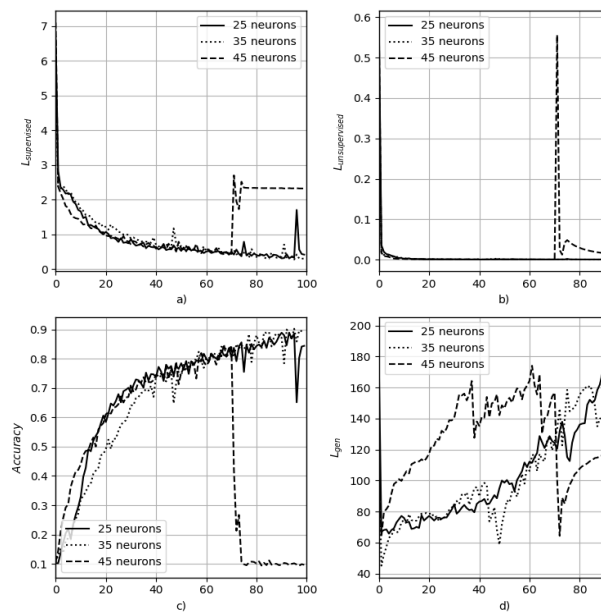 25 neurons
35 neurons
45 neurons
L_supervised
7
6
5
4
3
2
1
0
0 20 40 60 80 100
a)
25 neurons
35 neurons
45 neurons
L_unsupervised
0.6
0.5
0.4
0.3
0.2
0.1
0.0
0 20 40 60 80
b)
25 neurons
35 neurons
45 neurons
Accuracy
0.9
0.8
0.7
0.6
0.5
0.4
0.3
0.2
0.1
0 20 40 60 80 100
c)
25 neurons
35 neurons
45 neurons
L_gen
200
180
160
140
120
100
80
60
40
0 20 40 60 80
d)